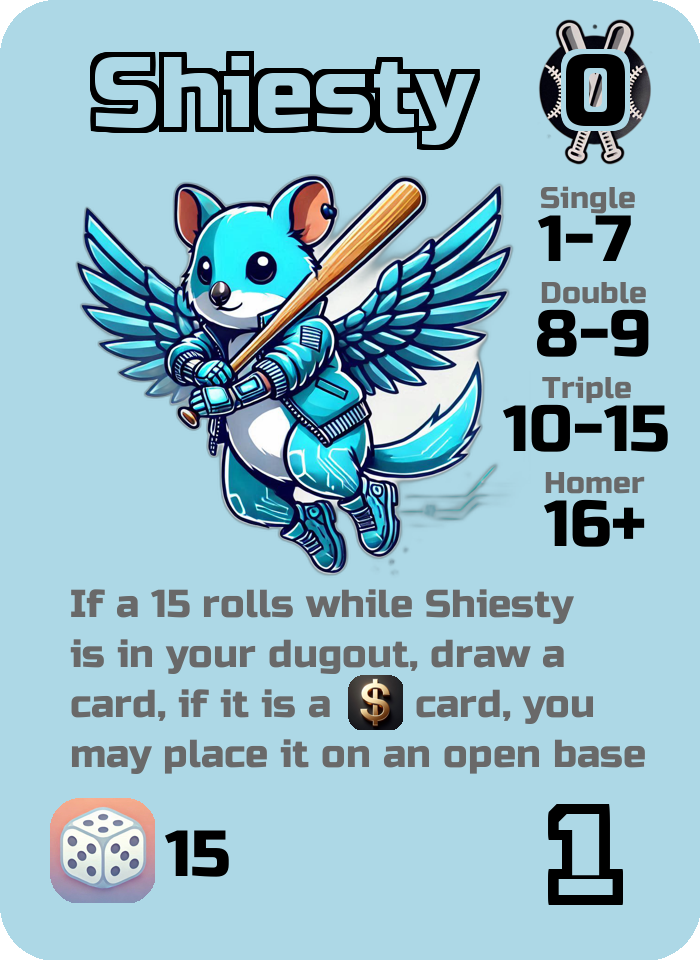 Shiesty
0
Single
1-7
Double
8-9
Triple
10-15
Homer
16+
If a 15 rolls while Shiesty
is in your dugout, draw a
card, if it is a $ card, you
may place it on an open base
15
1